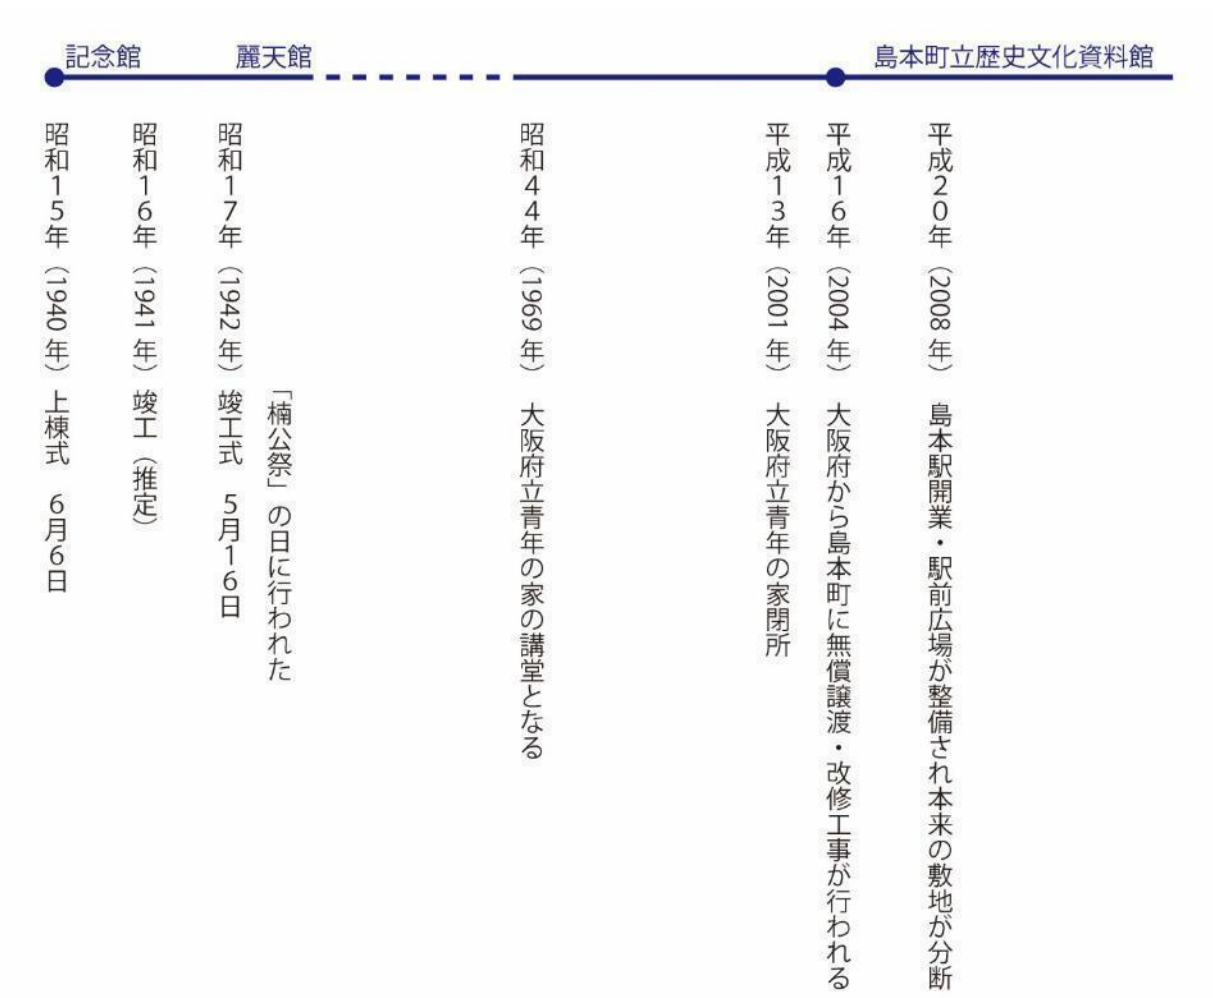 記念館
麗天館
島本町立歴史文化資料館
昭和15年（1940年）上棟式　6月6日
昭和16年（1941年）竣工（推定）
昭和17年（1942年）竣工式　5月16日
「楠公祭」の日に行われた
昭和44年（1969年）　大阪府立青年の家の講堂となる
平成13年（2001年）　大阪府立青年の家閉所
平成16年（2004年）　大阪府から島本町に無償譲渡・改修工事が行われる
平成20年（2008年）　島本駅開業・駅前広場が整備され本来の敷地が分断